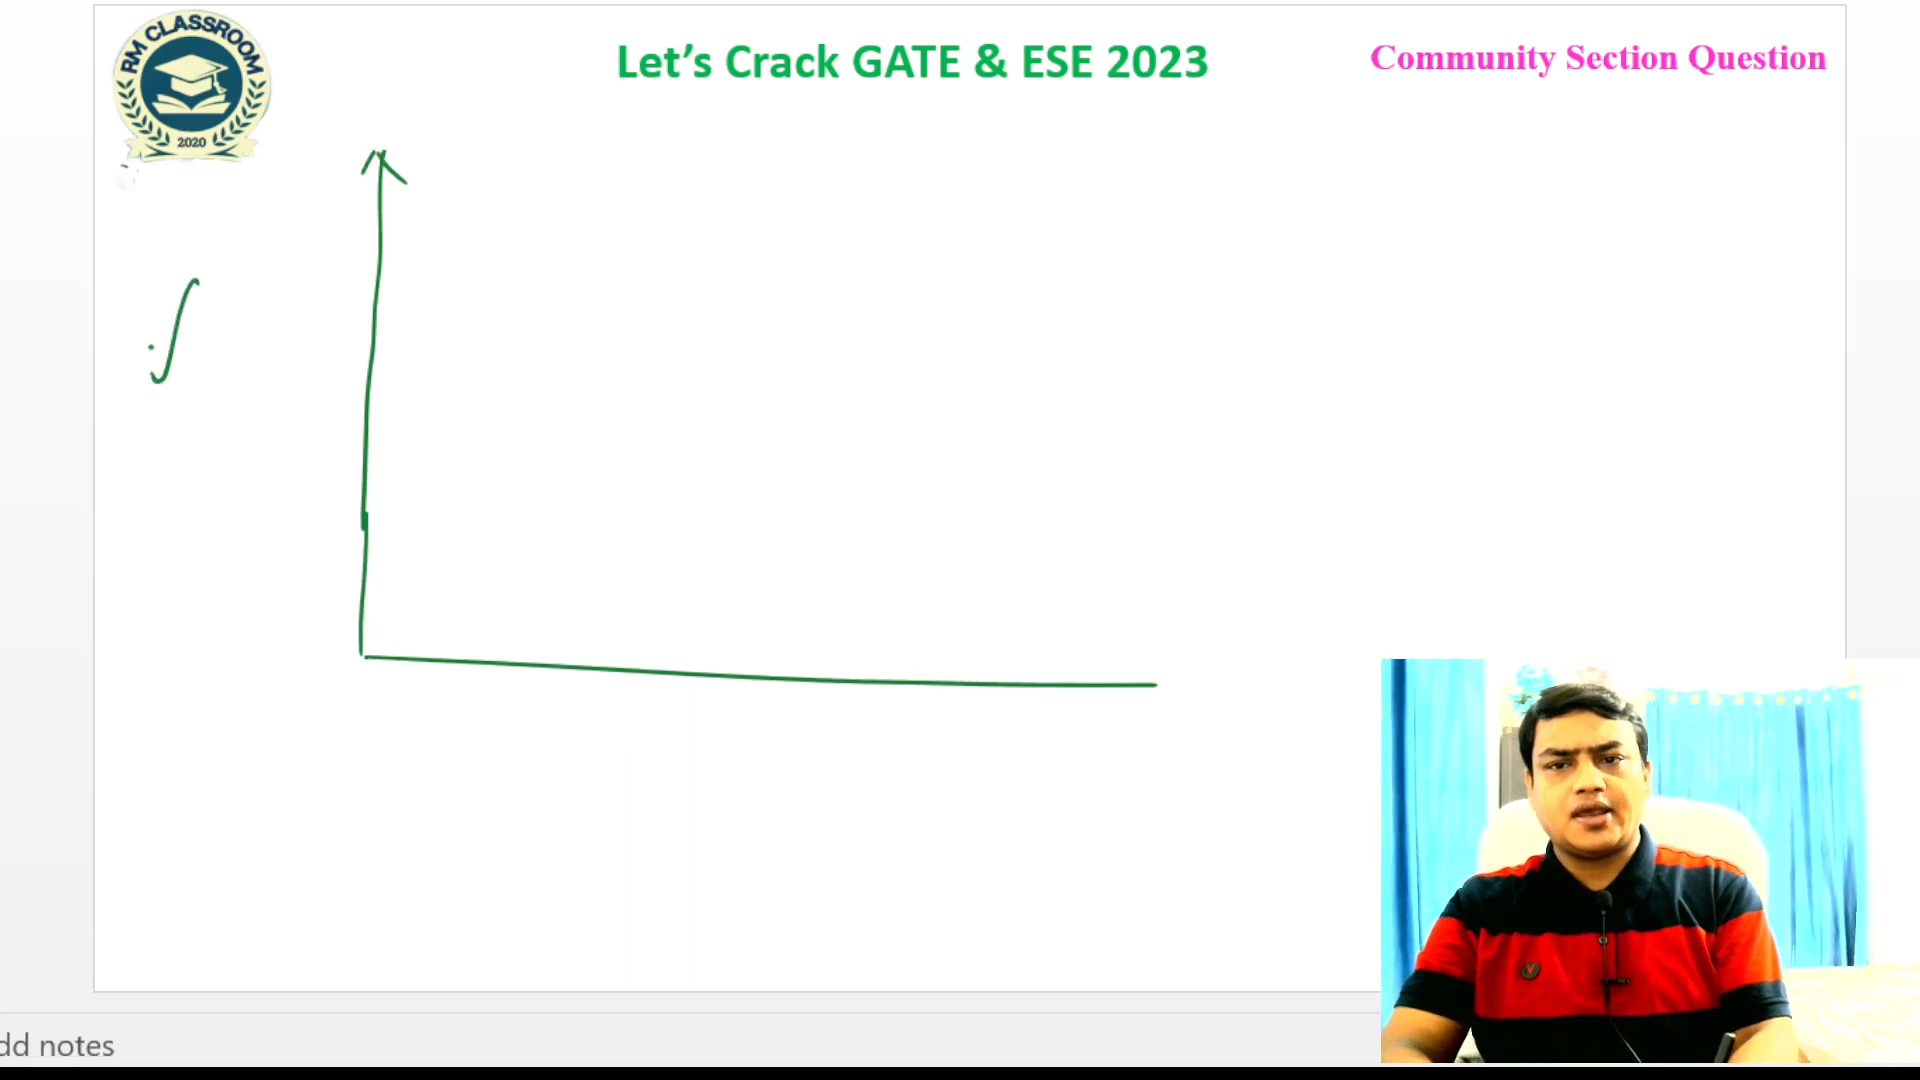 RM CLASSROOM
2020
Let's Crack GATE & ESE 2023
Community Section Question
∫
dd notes